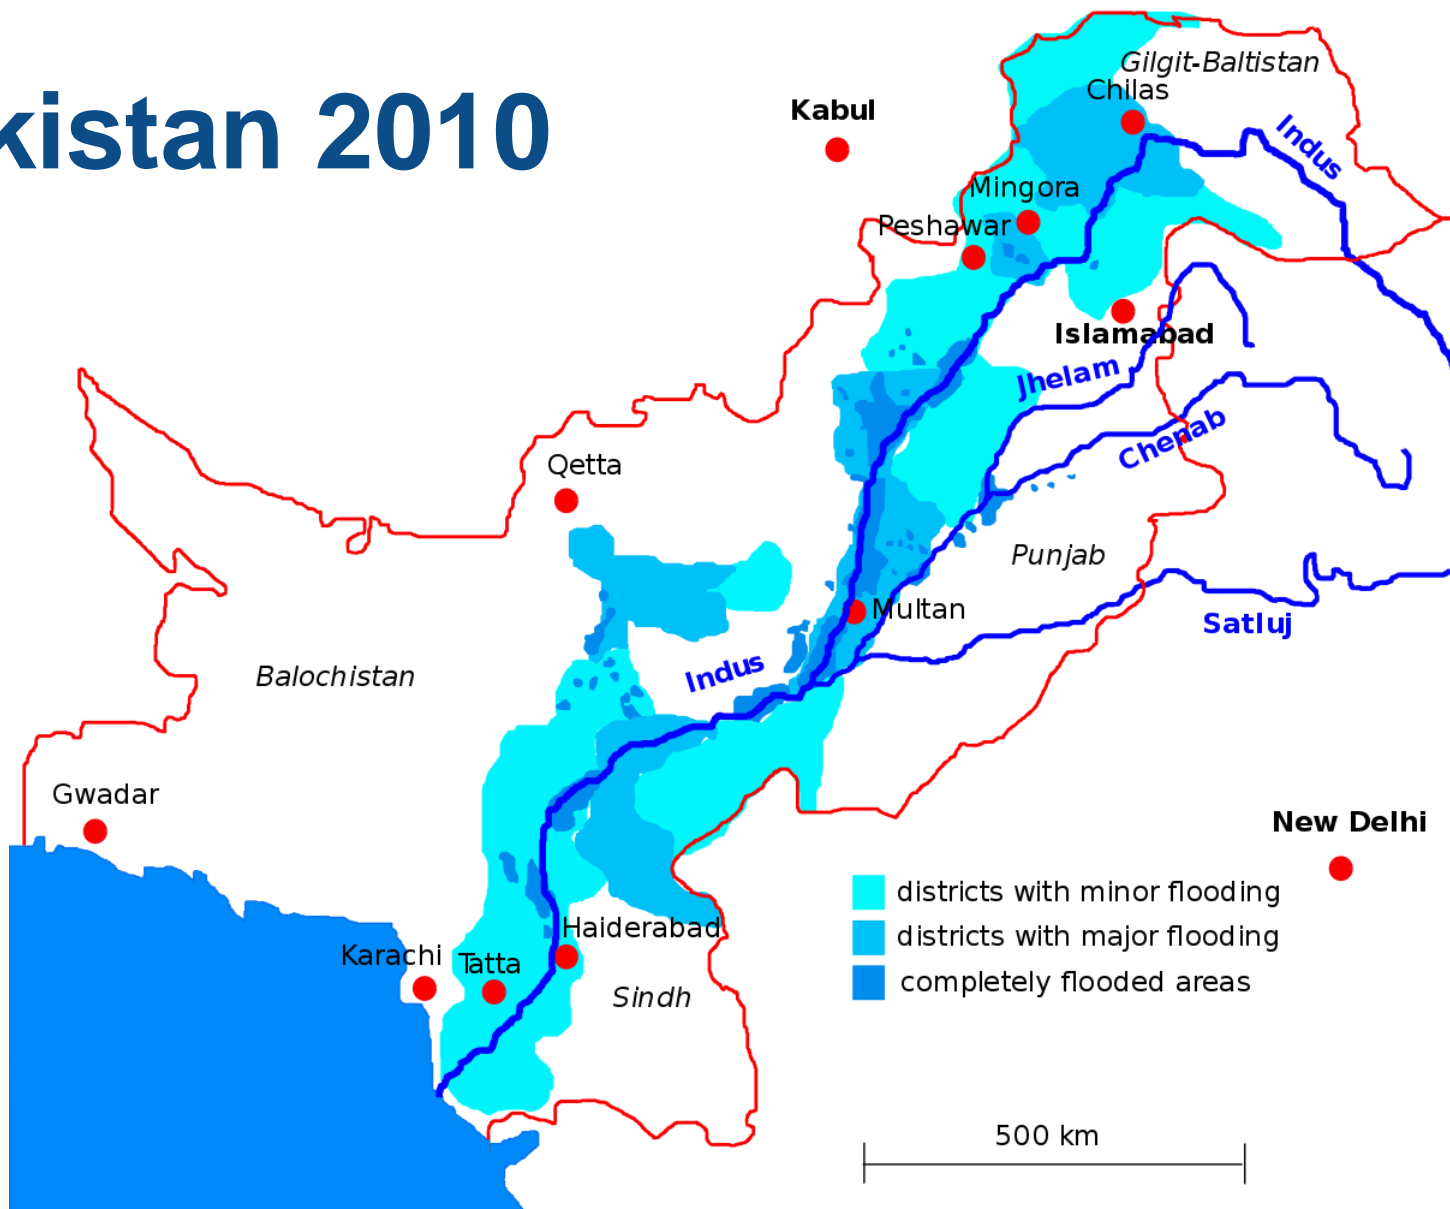 kistan 2010
Gilgit-Baltistan
Chilas
Kabul
Indus
Mingora
Peshawar
Islamabad
Jhelam
Chenab
Qetta
Punjab
Multan
Satluj
Indus
Balochistan
Gwadar
New Delhi
districts with minor flooding
Haiderabad
districts with major flooding
Karachi
Tatta
completely flooded areas
Sindh
500 km